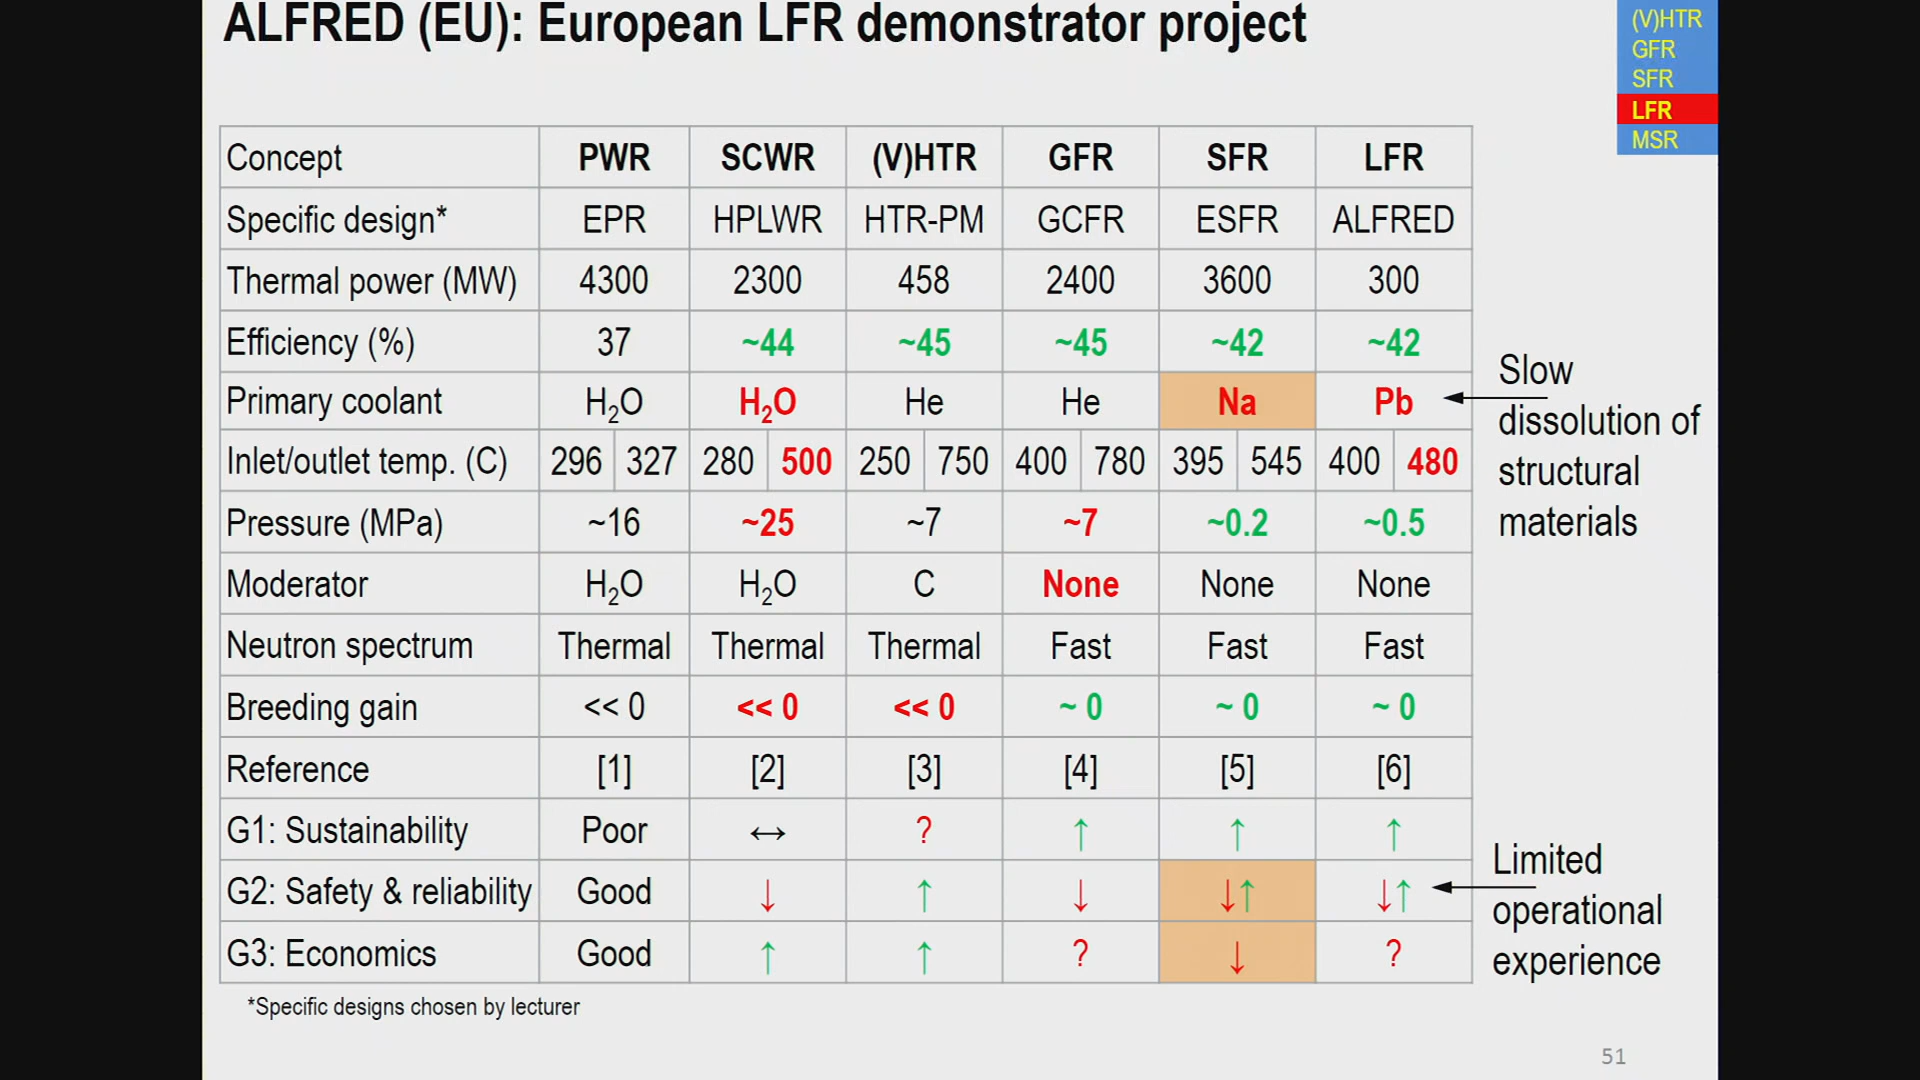 ALFRED (EU): European LFR demonstrator project
(V)HTR
GFR
SFR
LFR
MSR
Concept PWR SCWR (V)HTR GFR SFR LFR
Specific design* EPR HPLWR HTR-PM GCFR ESFR ALFRED
Thermal power (MW) 4300 2300 458 2400 3600 300
Efficiency (%) 37 ~44 ~45 ~45 ~42 ~42
Primary coolant H₂O H₂O He He Na Pb
Inlet/outlet temp. (C) 296 327 280 500 250 750 400 780 395 545 400 480
Pressure (MPa) ~16 ~25 ~7 ~7 ~0.2 ~0.5
Moderator H₂O H₂O C None None None
Neutron spectrum Thermal Thermal Thermal Fast Fast Fast
Breeding gain << 0 << 0 << 0 ~ 0 ~ 0 ~ 0
Reference [1] [2] [3] [4] [5] [6]
G1: Sustainability Poor ↔ ? ↑ ↑ ↑
G2: Safety & reliability Good ↓ ↑ ↓ ↓↑ ↓↑
G3: Economics Good ↑ ↑ ? ↓ ?
Slow
dissolution of
structural
materials
Limited
operational
experience
*Specific designs chosen by lecturer
51